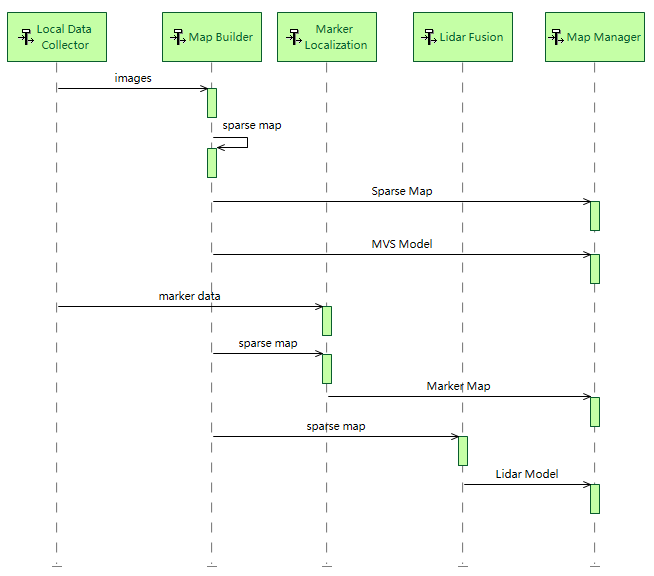 Local Data
Collector
Map Builder
Marker
Localization
Lidar Fusion
Map Manager
images
sparse map
Sparse Map
MVS Model
marker data
sparse map
Marker Map
sparse map
Lidar Model